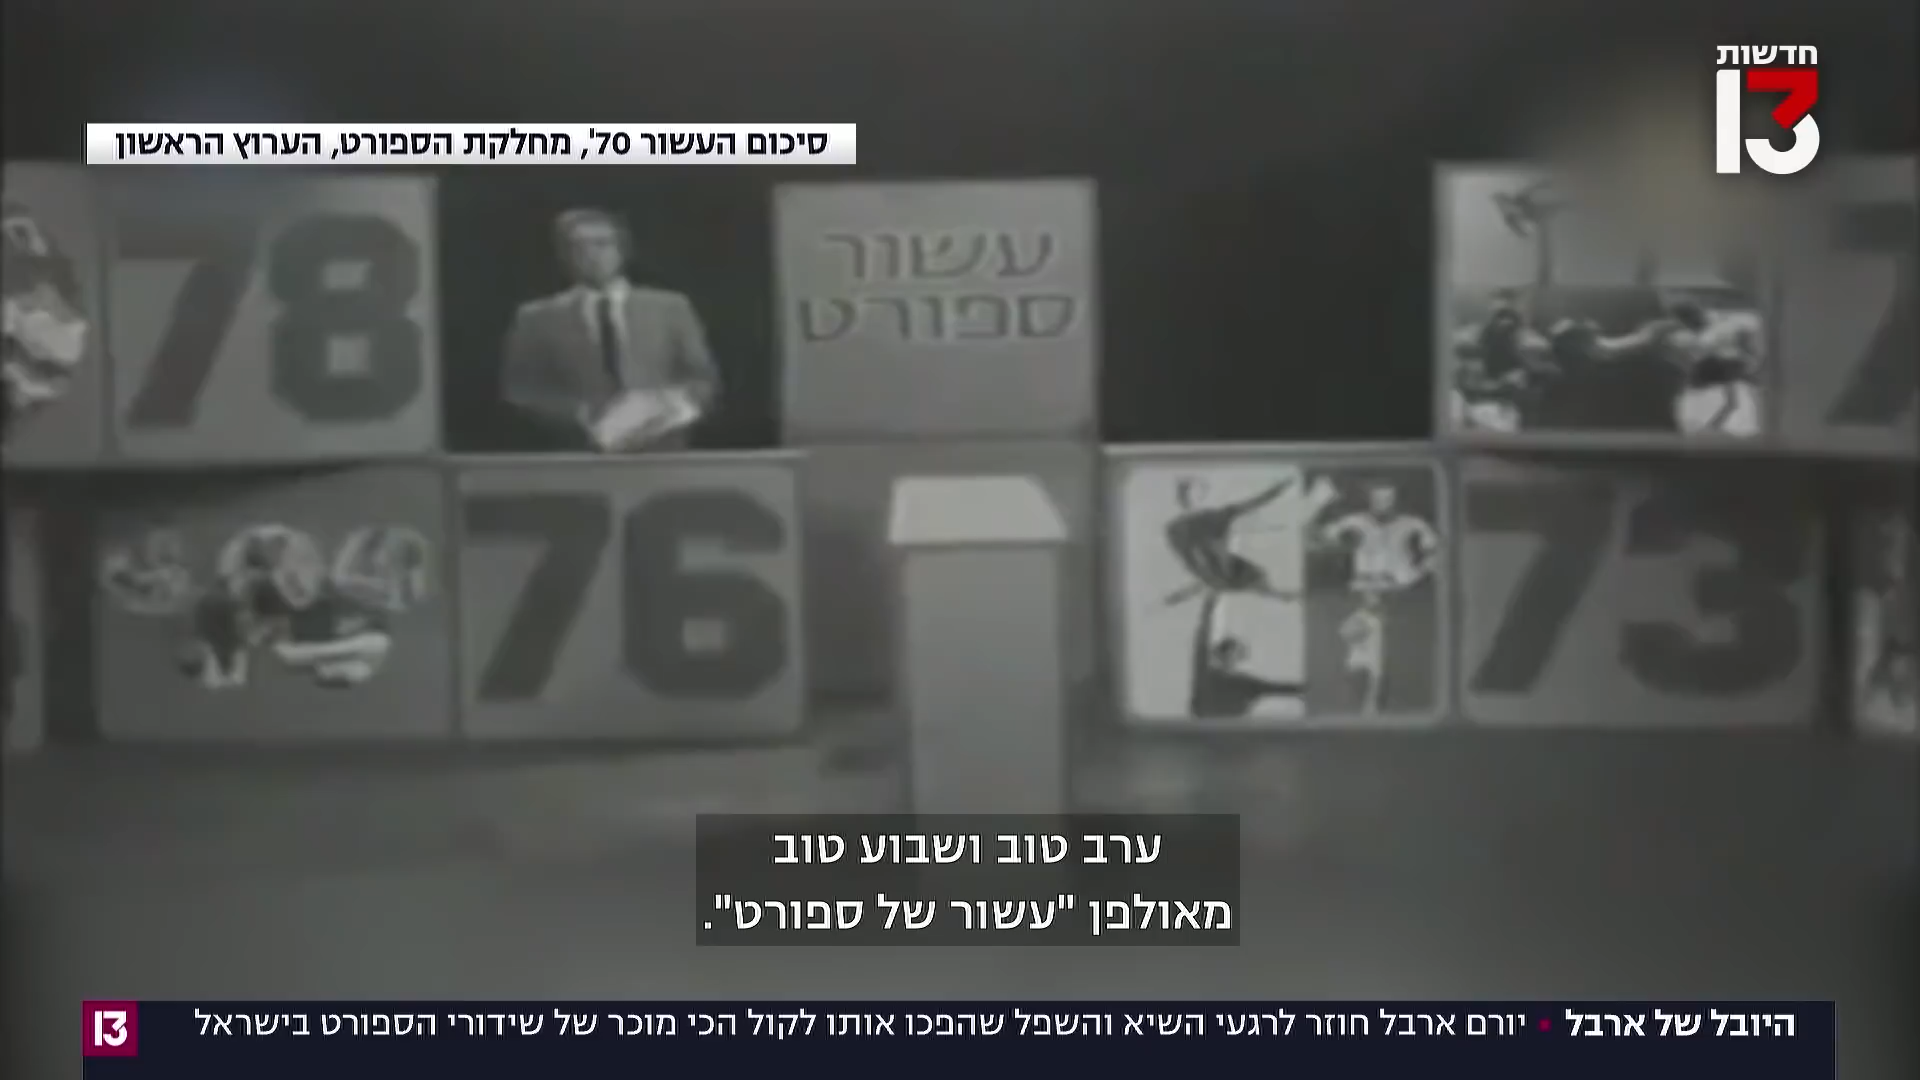 חדשות
13
סיכום העשור 70', מחלקת הספורט, הערוץ הראשון
78
עשור
ספורט
7
76
73
ערב טוב ושבוע טוב
מאולפן "עשור של ספורט".
היובל של ארבל • יורם ארבל חוזר לרגעי השיא והשפל שהפכו אותו לקול הכי מוכר של שידורי הספורט בישראל
13